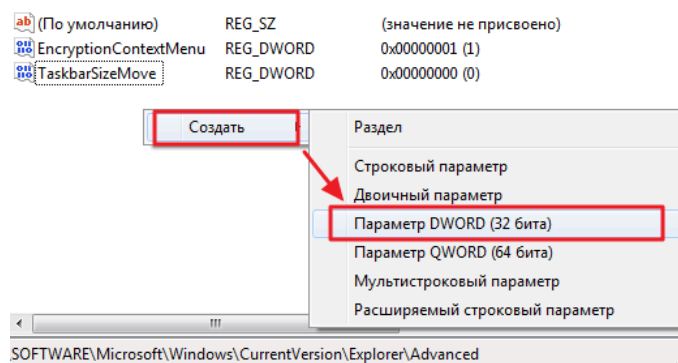 (По умолчанию) REG_SZ (значение не присвоено)
EncryptionContextMenu REG_DWORD 0x00000001 (1)
TaskbarSizeMove REG_DWORD 0x00000000 (0)
Создать
Раздел
Строковый параметр
Двоичный параметр
Параметр DWORD (32 бита)
Параметр QWORD (64 бита)
Мультистроковый параметр
Расширяемый строковый параметр
SOFTWARE\Microsoft\Windows\CurrentVersion\Explorer\Advanced